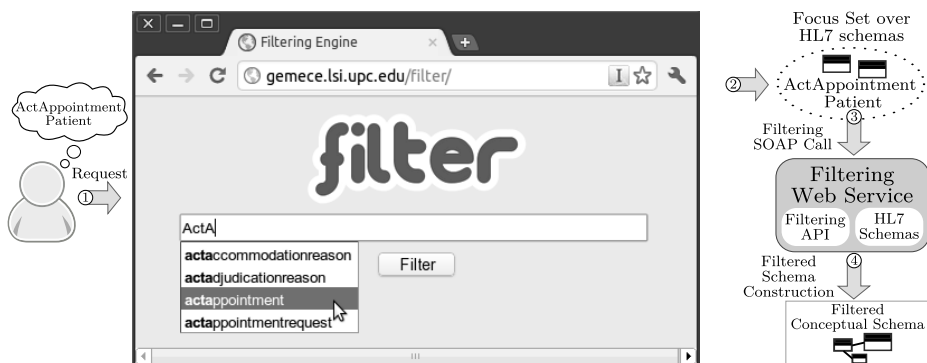 ActAppointment
Patient
Request
1
Filtering Engine
gemece.lsi.upc.edu/filter/
filter
ActA
actaccommodationreason
actadjudicationreason
actappointment
actappointmentrequest
Filter
Focus Set over
HL7 schemas
2
ActAppointment
Patient
3
Filtering
SOAP Call
Filtering
Web Service
Filtering
API
HL7
Schemas
4
Filtered
Schema
Construction
Filtered
Conceptual Schema